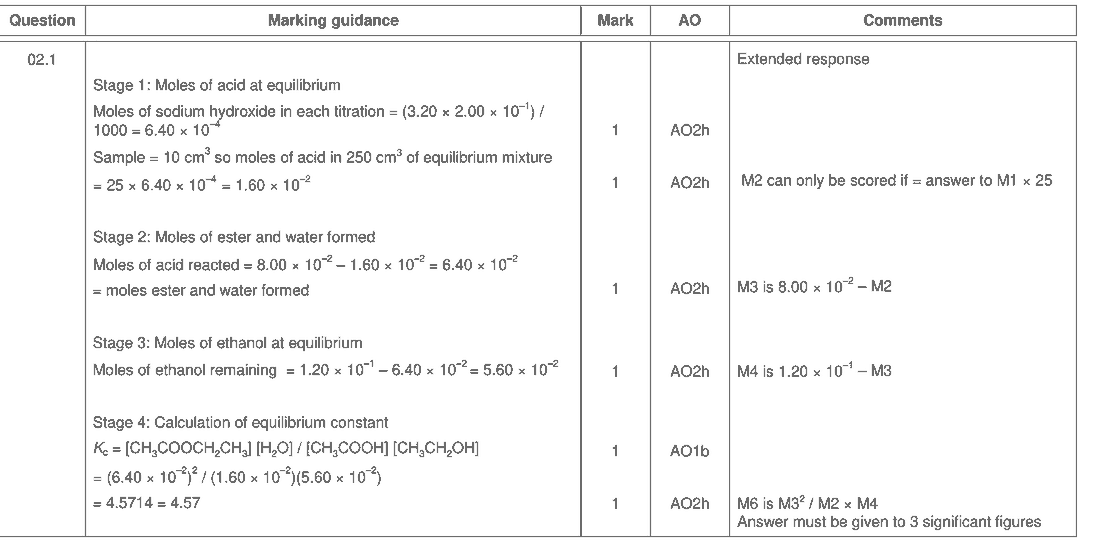 Question Marking guidance Mark AO Comments
02.1 Extended response
Stage 1: Moles of acid at equilibrium
Moles of sodium hydroxide in each titration = (3.20 × 2.00 × 10⁻¹) /
1000 = 6.40 × 10⁻⁴ 1 AO2h
Sample = 10 cm³ so moles of acid in 250 cm³ of equilibrium mixture
= 25 × 6.40 × 10⁻⁴ = 1.60 × 10⁻² 1 AO2h M2 can only be scored if = answer to M1 × 25
Stage 2: Moles of ester and water formed
Moles of acid reacted = 8.00 × 10⁻² – 1.60 × 10⁻² = 6.40 × 10⁻²
= moles ester and water formed 1 AO2h M3 is 8.00 × 10⁻² – M2
Stage 3: Moles of ethanol at equilibrium
Moles of ethanol remaining = 1.20 × 10⁻¹ – 6.40 × 10⁻² = 5.60 × 10⁻² 1 AO2h M4 is 1.20 × 10⁻¹ – M3
Stage 4: Calculation of equilibrium constant
Kc = [CH₃COOCH₂CH₃] [H₂O] / [CH₃COOH] [CH₃CH₂OH] 1 AO1b
= (6.40 × 10⁻²)² / (1.60 × 10⁻²)(5.60 × 10⁻²)
= 4.5714 = 4.57 1 AO2h M6 is M3² / M2 × M4
Answer must be given to 3 significant figures